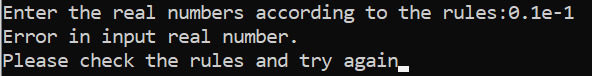 Enter the real numbers according to the rules:0.1e-1
Error in input real number.
Please check the rules and try again